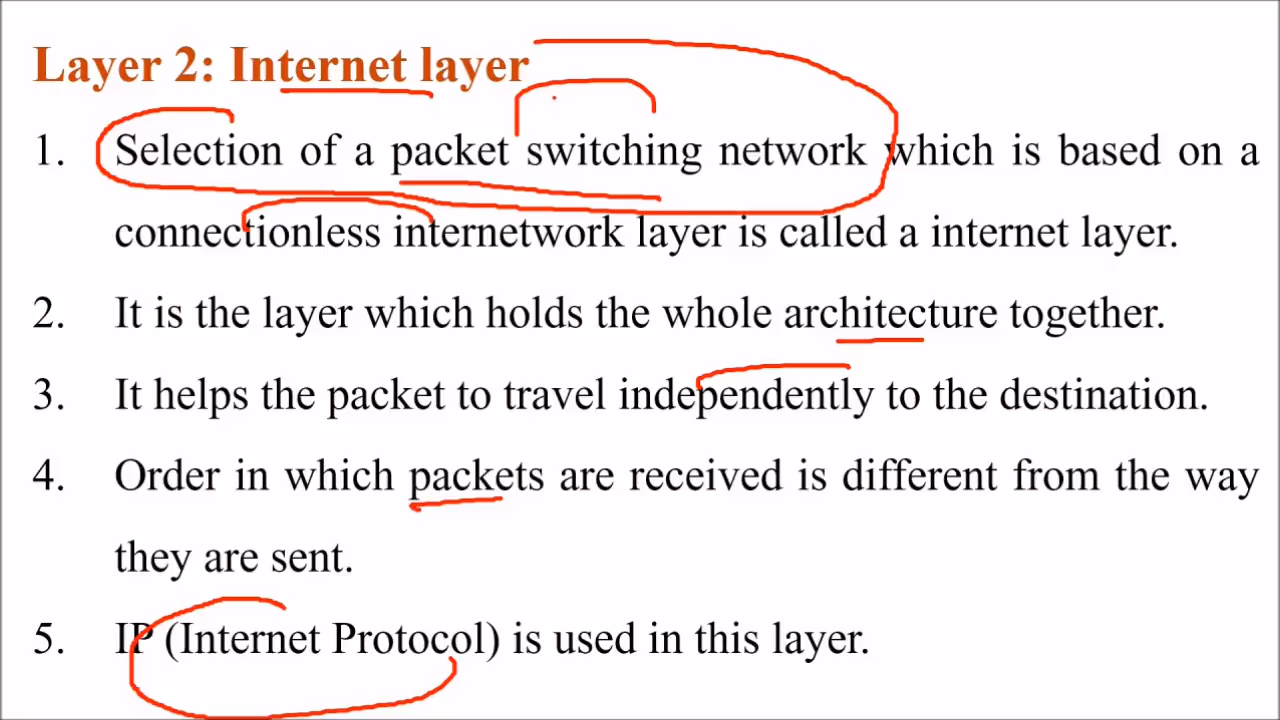 Layer 2: Internet layer
1. Selection of a packet switching network which is based on a
connectionless internetwork layer is called a internet layer.
2. It is the layer which holds the whole architecture together.
3. It helps the packet to travel independently to the destination.
4. Order in which packets are received is different from the way
they are sent.
5. IP (Internet Protocol) is used in this layer.